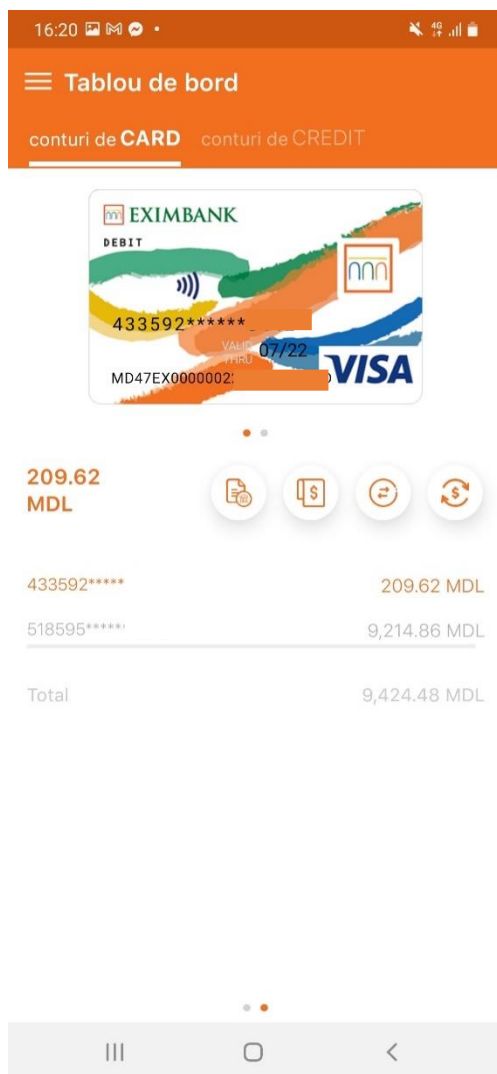 16:20
4G
Tablou de bord
conturi de CARD conturi de CREDIT
EXIMBANK
DEBIT
433592******
VALID THRU 07/22
MD47EX0000002
VISA
209.62
MDL
433592***** 209.62 MDL
518595***** 9,214.86 MDL
Total 9,424.48 MDL